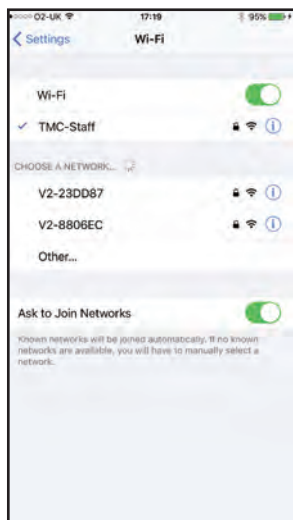 O2-UK 17:19 95%
Settings Wi-Fi
Wi-Fi
TMC-Staff
CHOOSE A NETWORK...
V2-23DD87
V2-8806EC
Other...
Ask to Join Networks
Known networks will be joined automatically. If no known
networks are available, you will have to manually select a
network.